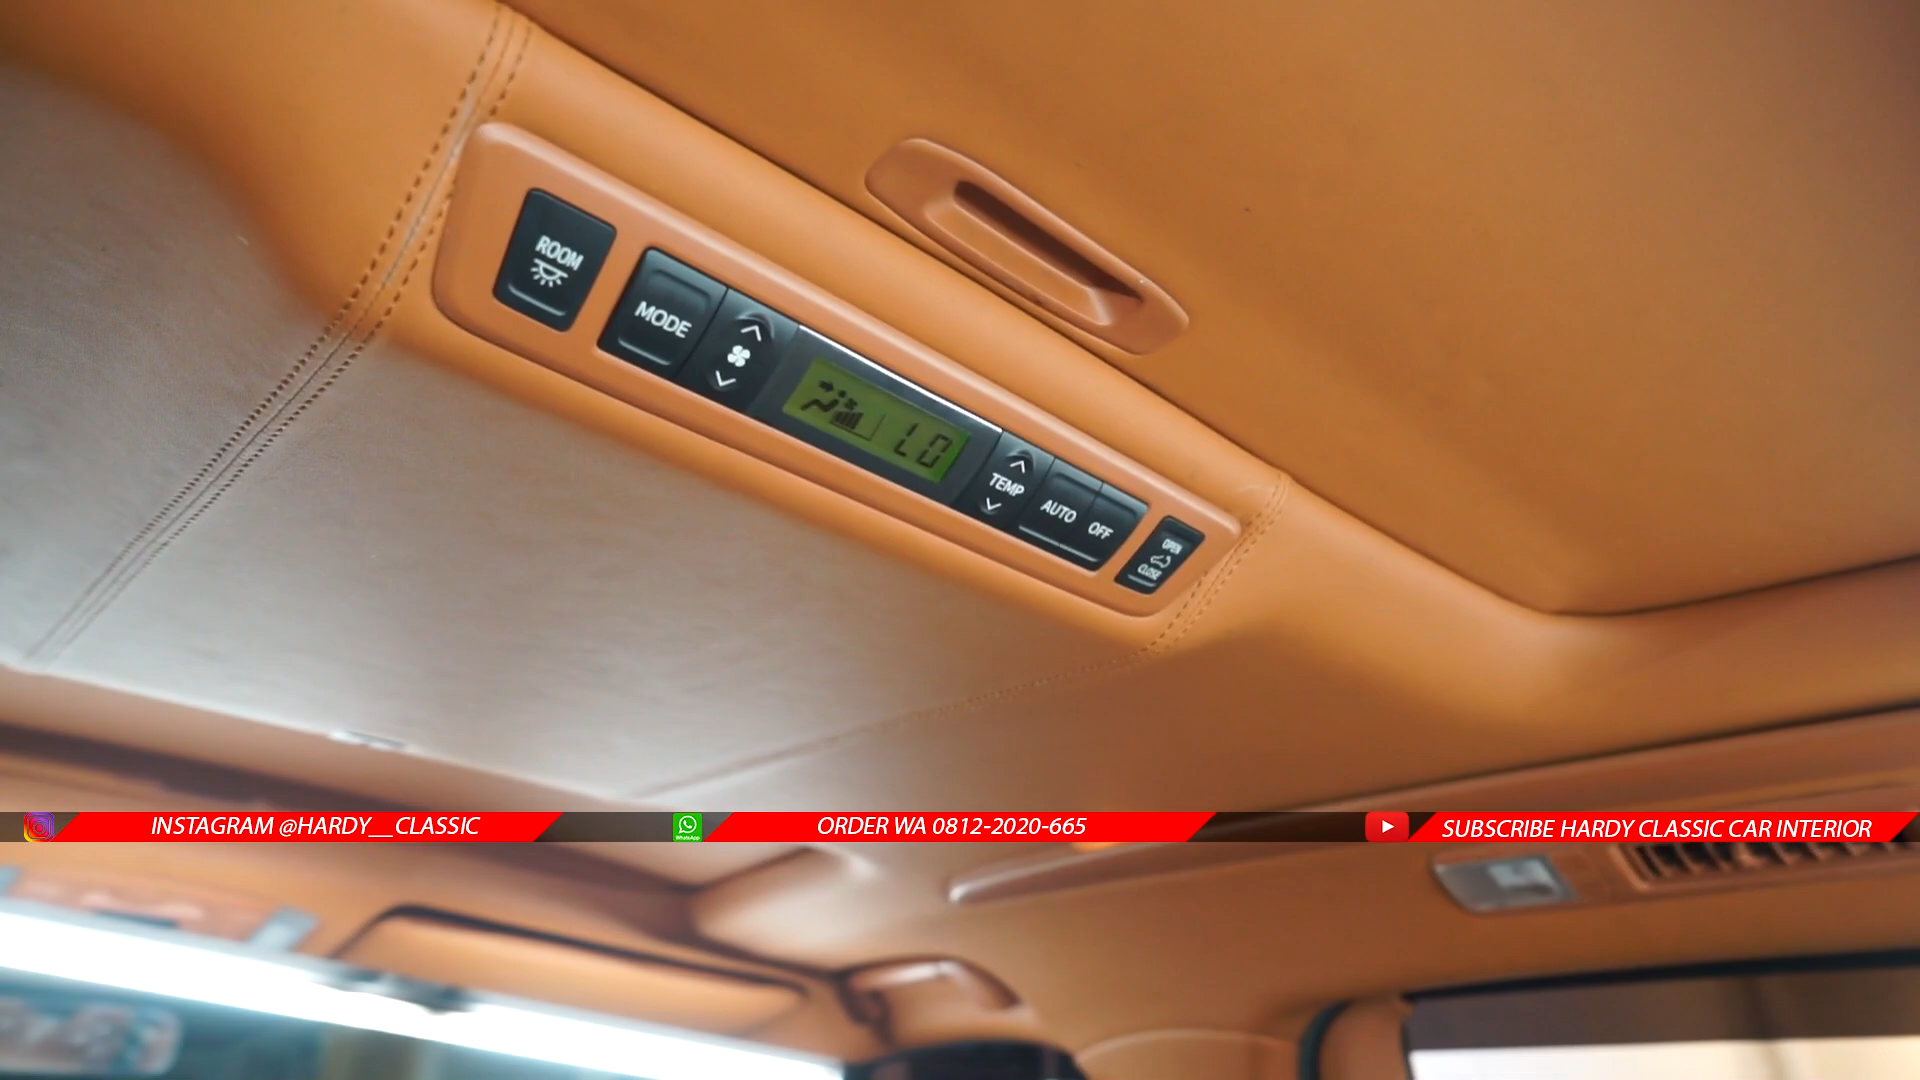 ROOM
MODE
LO
TEMP
AUTO
OFF
OPEN
CLOSE
INSTAGRAM @HARDY__CLASSIC
WhatsApp
ORDER WA 0812-2020-665
SUBSCRIBE HARDY CLASSIC CAR INTERIOR